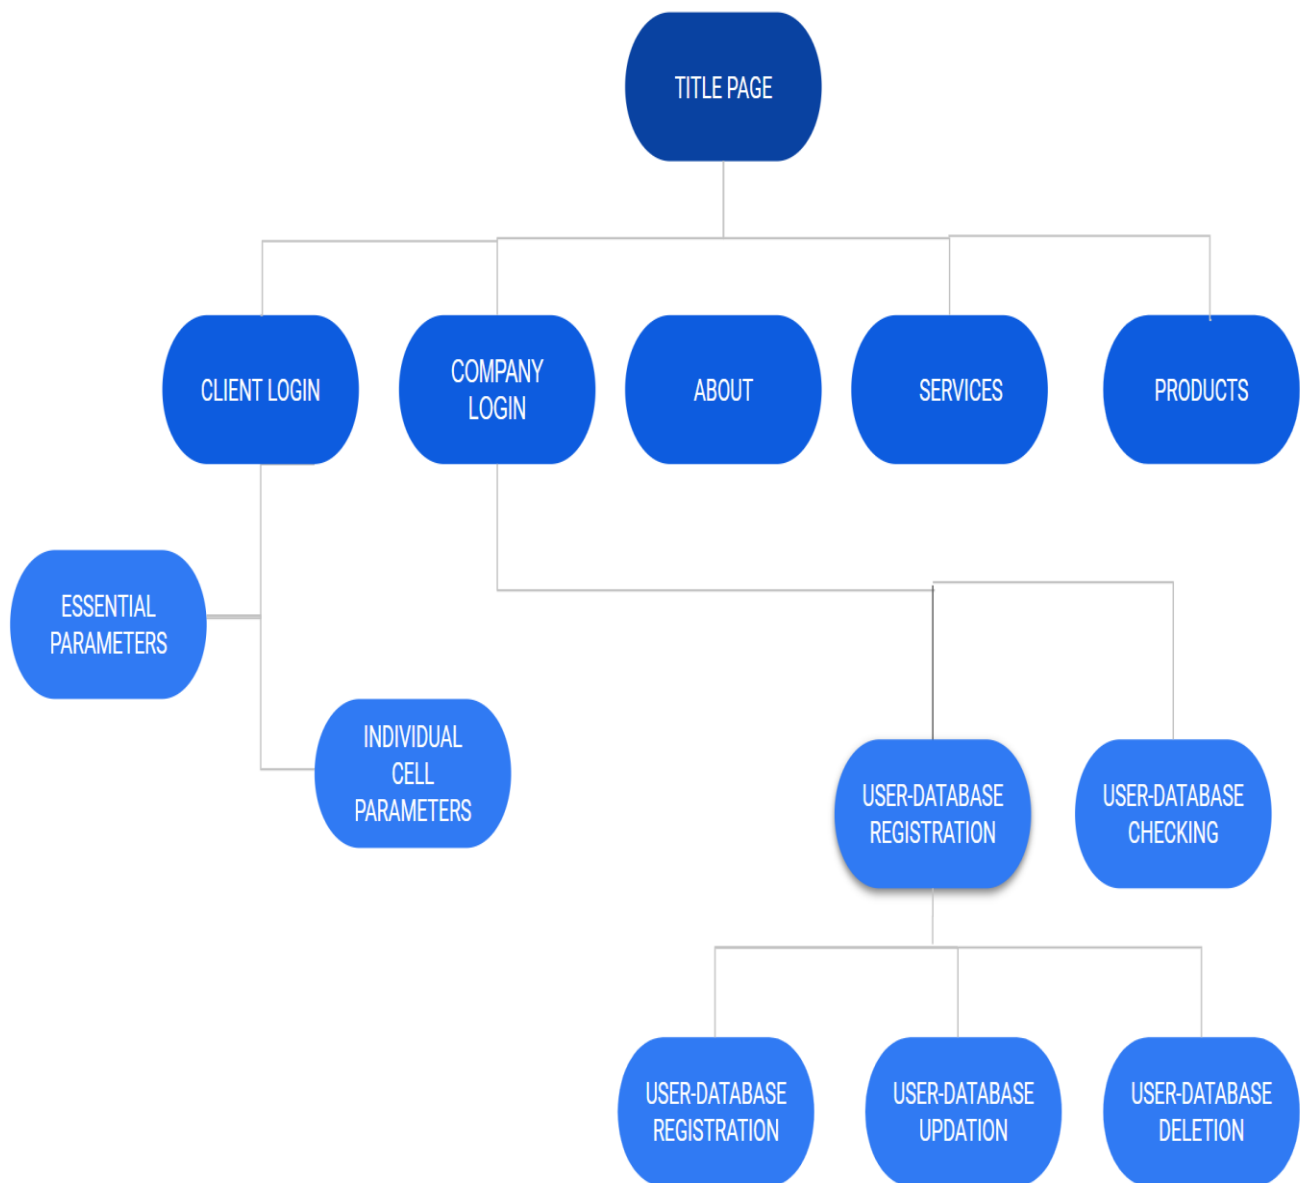 TITLE PAGE
CLIENT LOGIN
COMPANY
LOGIN
ABOUT
SERVICES
PRODUCTS
ESSENTIAL
PARAMETERS
INDIVIDUAL
CELL
PARAMETERS
USER-DATABASE
REGISTRATION
USER-DATABASE
CHECKING
USER-DATABASE
REGISTRATION
USER-DATABASE
UPDATION
USER-DATABASE
DELETION